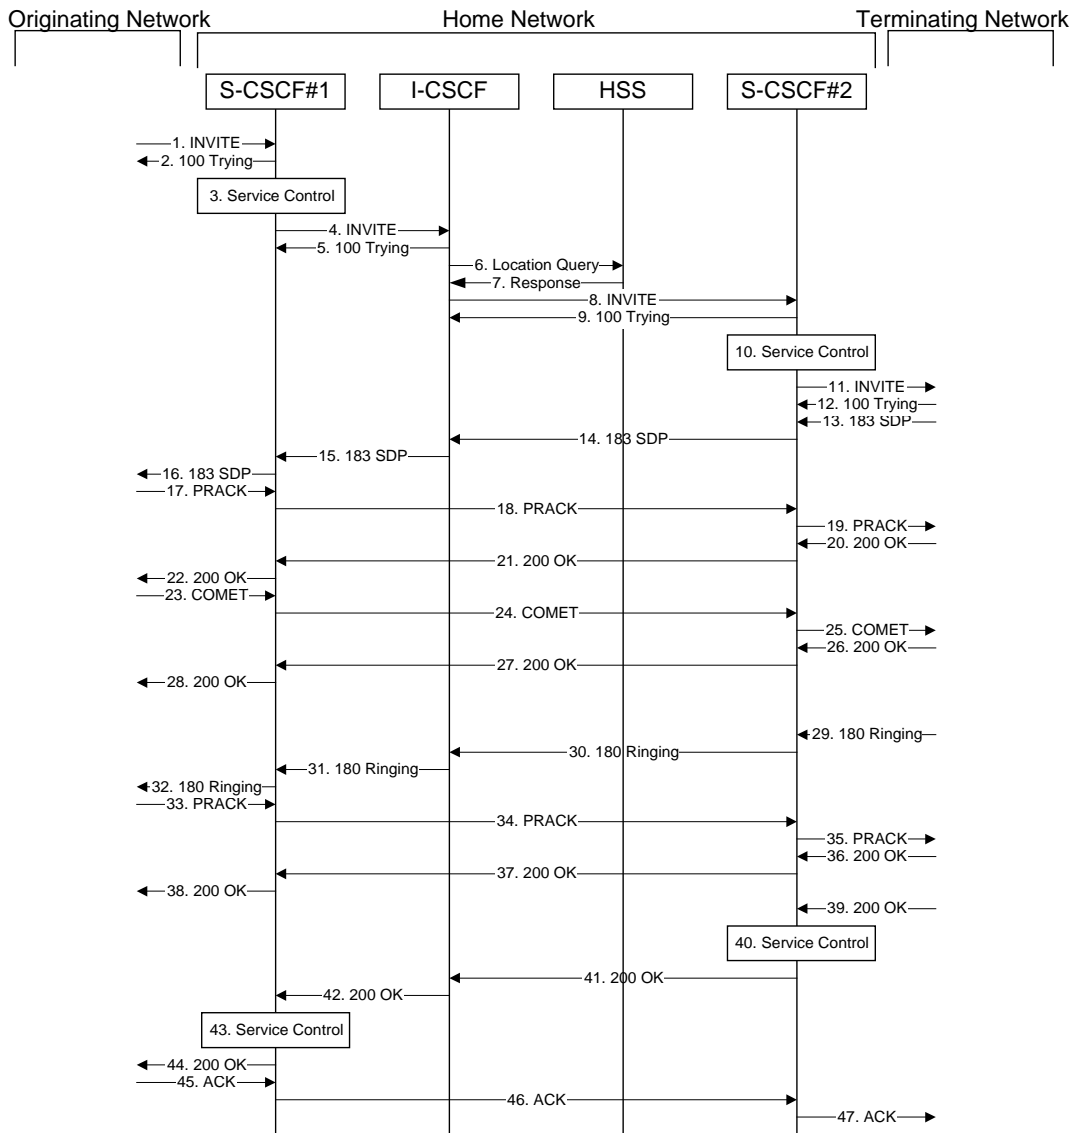 Originating Network
Home Network
Terminating Network
S-CSCF#1
I-CSCF
HSS
S-CSCF#2
1. INVITE
2. 100 Trying
3. Service Control
4. INVITE
5. 100 Trying
6. Location Query
7. Response
8. INVITE
9. 100 Trying
10. Service Control
11. INVITE
12. 100 Trying
13. 183 SDP
14. 183 SDP
15. 183 SDP
16. 183 SDP
17. PRACK
18. PRACK
19. PRACK
20. 200 OK
21. 200 OK
22. 200 OK
23. COMET
24. COMET
25. COMET
26. 200 OK
27. 200 OK
28. 200 OK
29. 180 Ringing
30. 180 Ringing
31. 180 Ringing
32. 180 Ringing
33. PRACK
34. PRACK
35. PRACK
36. 200 OK
37. 200 OK
38. 200 OK
39. 200 OK
40. Service Control
41. 200 OK
42. 200 OK
43. Service Control
44. 200 OK
45. ACK
46. ACK
47. ACK